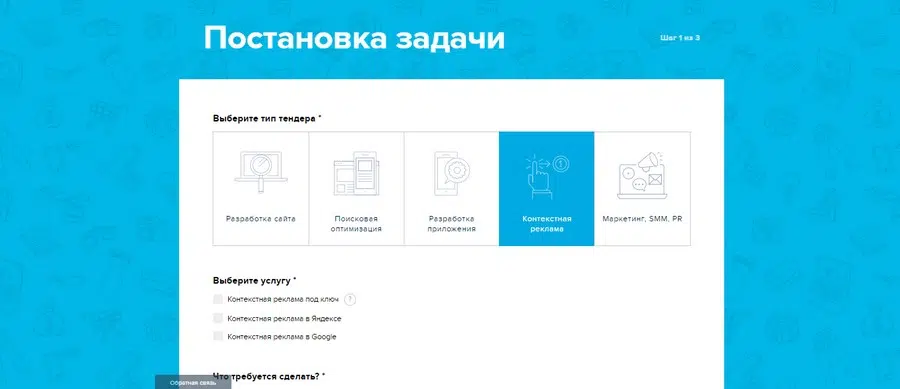 Постановка задачи
Шаг 1 из 3
Выберите тип тендера *
Разработка сайта
Поисковая
оптимизация
Разработка
приложения
Контекстная
реклама
Маркетинг, SMM, PR
Выберите услугу *
Контекстная реклама под ключ ?
Контекстная реклама в Яндексе
Контекстная реклама в Google
Что требуется сделать? *
Обратная связь